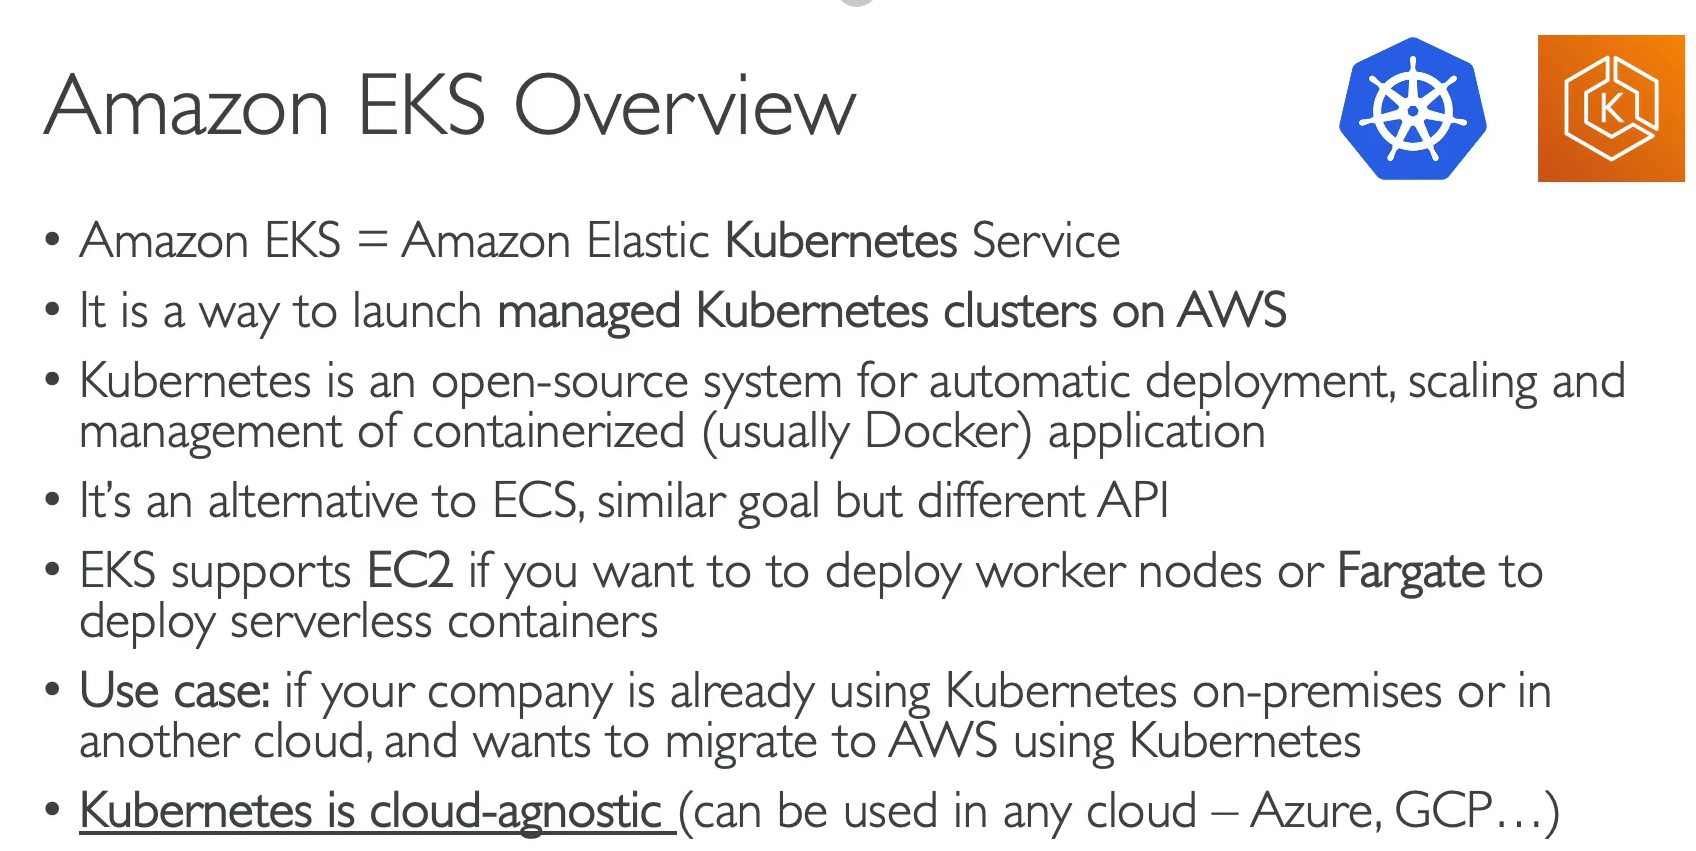 Amazon EKS Overview
K
• Amazon EKS = Amazon Elastic Kubernetes Service
• It is a way to launch managed Kubernetes clusters on AWS
• Kubernetes is an open-source system for automatic deployment, scaling and
management of containerized (usually Docker) application
• It's an alternative to ECS, similar goal but different API
• EKS supports EC2 if you want to to deploy worker nodes or Fargate to
deploy serverless containers
• Use case: if your company is already using Kubernetes on-premises or in
another cloud, and wants to migrate to AWS using Kubernetes
• Kubernetes is cloud-agnostic (can be used in any cloud – Azure, GCP…)